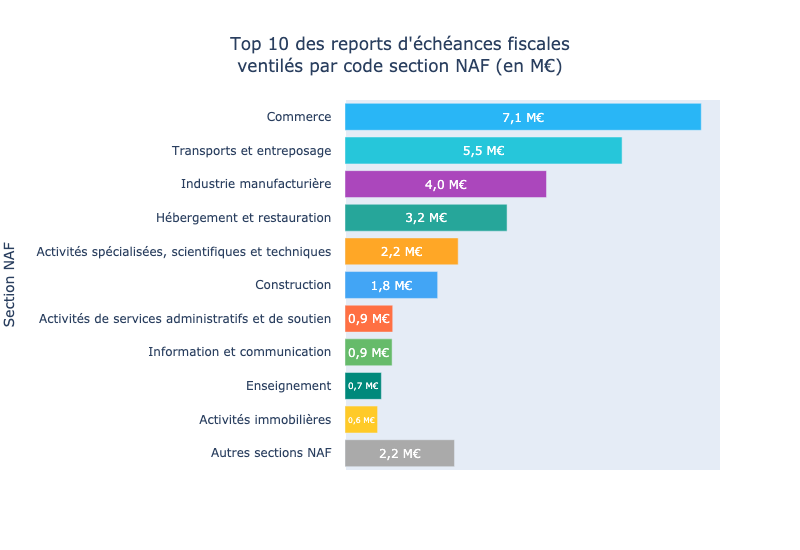 Top 10 des reports d'échéances fiscales
ventilés par code section NAF (en M€)
Section NAF
Commerce 7,1 M€
Transports et entreposage 5,5 M€
Industrie manufacturière 4,0 M€
Hébergement et restauration 3,2 M€
Activités spécialisées, scientifiques et techniques 2,2 M€
Construction 1,8 M€
Activités de services administratifs et de soutien 0,9 M€
Information et communication 0,9 M€
Enseignement 0,7 M€
Activités immobilières 0,6 M€
Autres sections NAF 2,2 M€